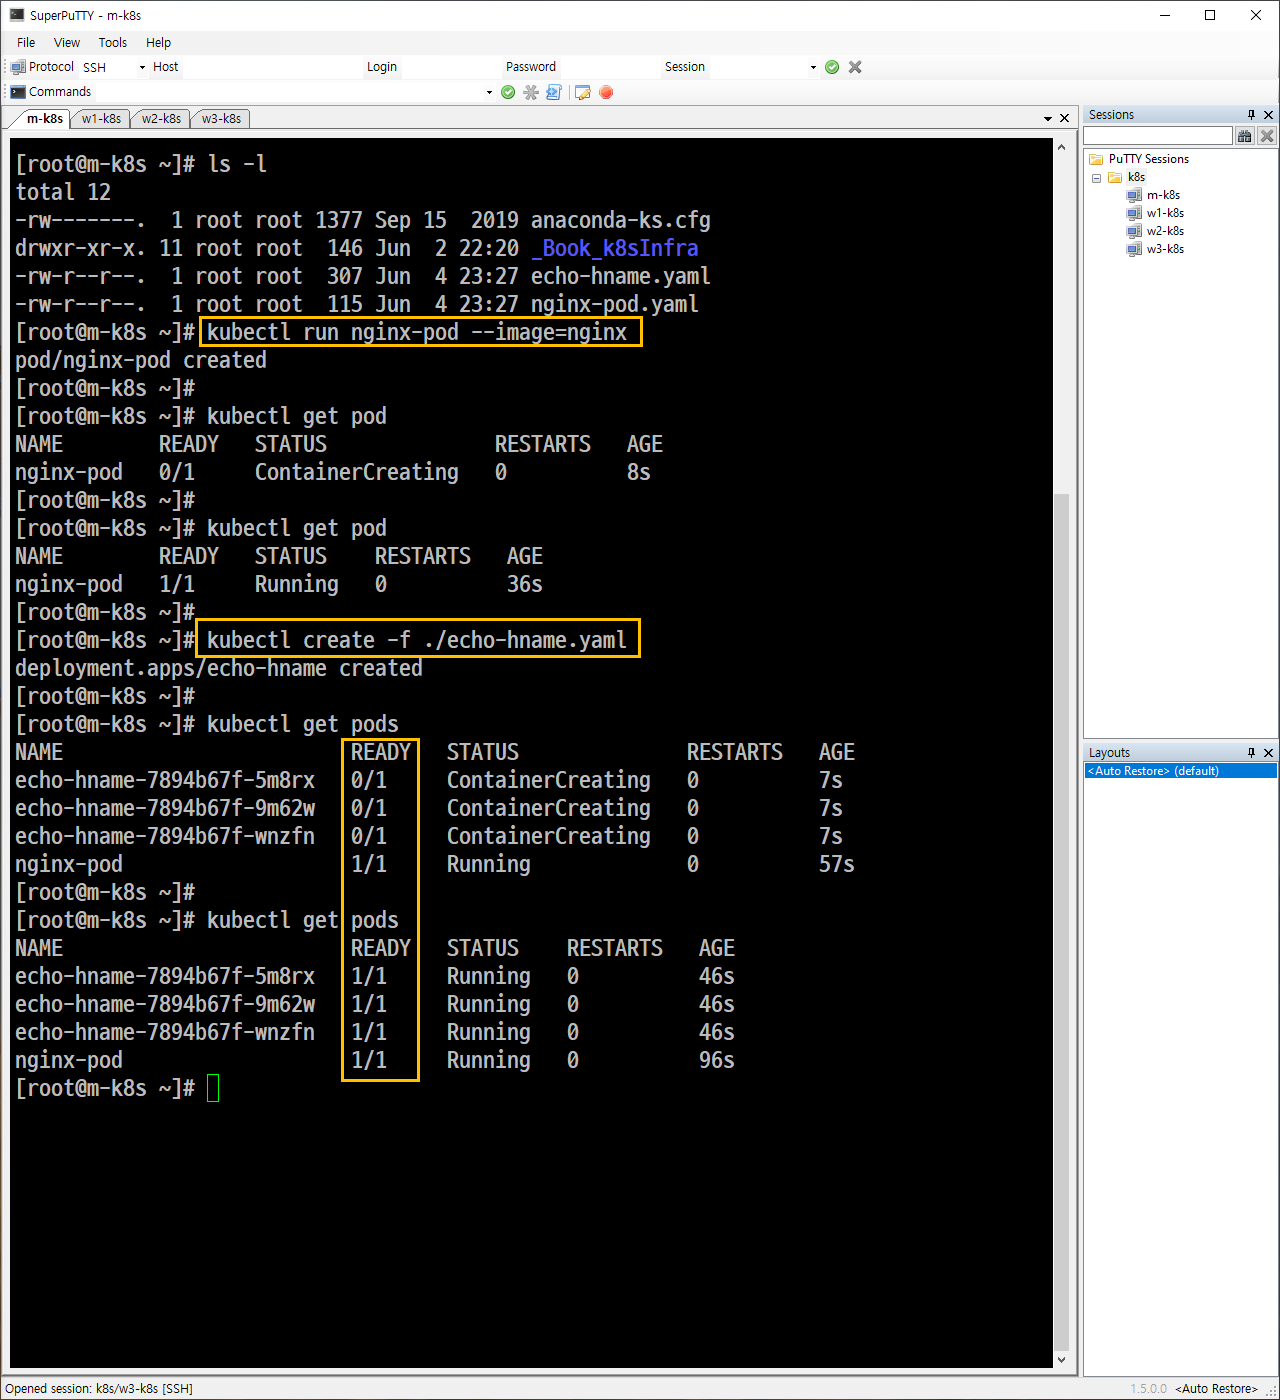 SuperPuTTY - m-k8s
File View Tools Help
Protocol SSH Host Login Password Session
Commands
m-k8s w1-k8s w2-k8s w3-k8s
[root@m-k8s ~]# ls -l
total 12
-rw-------.  1 root root 1377 Sep 15  2019 anaconda-ks.cfg
drwxr-xr-x. 11 root root  146 Jun  2 22:20 _Book_k8sInfra
-rw-r--r--.  1 root root  307 Jun  4 23:27 echo-hname.yaml
-rw-r--r--.  1 root root  115 Jun  4 23:27 nginx-pod.yaml
[root@m-k8s ~]# kubectl run nginx-pod --image=nginx
pod/nginx-pod created
[root@m-k8s ~]#
[root@m-k8s ~]# kubectl get pod
NAME        READY   STATUS              RESTARTS   AGE
nginx-pod   0/1     ContainerCreating   0          8s
[root@m-k8s ~]#
[root@m-k8s ~]# kubectl get pod
NAME        READY   STATUS    RESTARTS   AGE
nginx-pod   1/1     Running   0          36s
[root@m-k8s ~]#
[root@m-k8s ~]# kubectl create -f ./echo-hname.yaml
deployment.apps/echo-hname created
[root@m-k8s ~]#
[root@m-k8s ~]# kubectl get pods
NAME                        READY   STATUS              RESTARTS   AGE
echo-hname-7894b67f-5m8rx   0/1     ContainerCreating   0          7s
echo-hname-7894b67f-9m62w   0/1     ContainerCreating   0          7s
echo-hname-7894b67f-wnzfn   0/1     ContainerCreating   0          7s
nginx-pod                   1/1     Running             0          57s
[root@m-k8s ~]#
[root@m-k8s ~]# kubectl get pods
NAME                        READY   STATUS    RESTARTS   AGE
echo-hname-7894b67f-5m8rx   1/1     Running   0          46s
echo-hname-7894b67f-9m62w   1/1     Running   0          46s
echo-hname-7894b67f-wnzfn   1/1     Running   0          46s
nginx-pod                   1/1     Running   0          96s
[root@m-k8s ~]#
Sessions
PuTTY Sessions
k8s
m-k8s
w1-k8s
w2-k8s
w3-k8s
Layouts
<Auto Restore> (default)
Opened session: k8s/w3-k8s [SSH]
1.5.0.0 <Auto Restore>